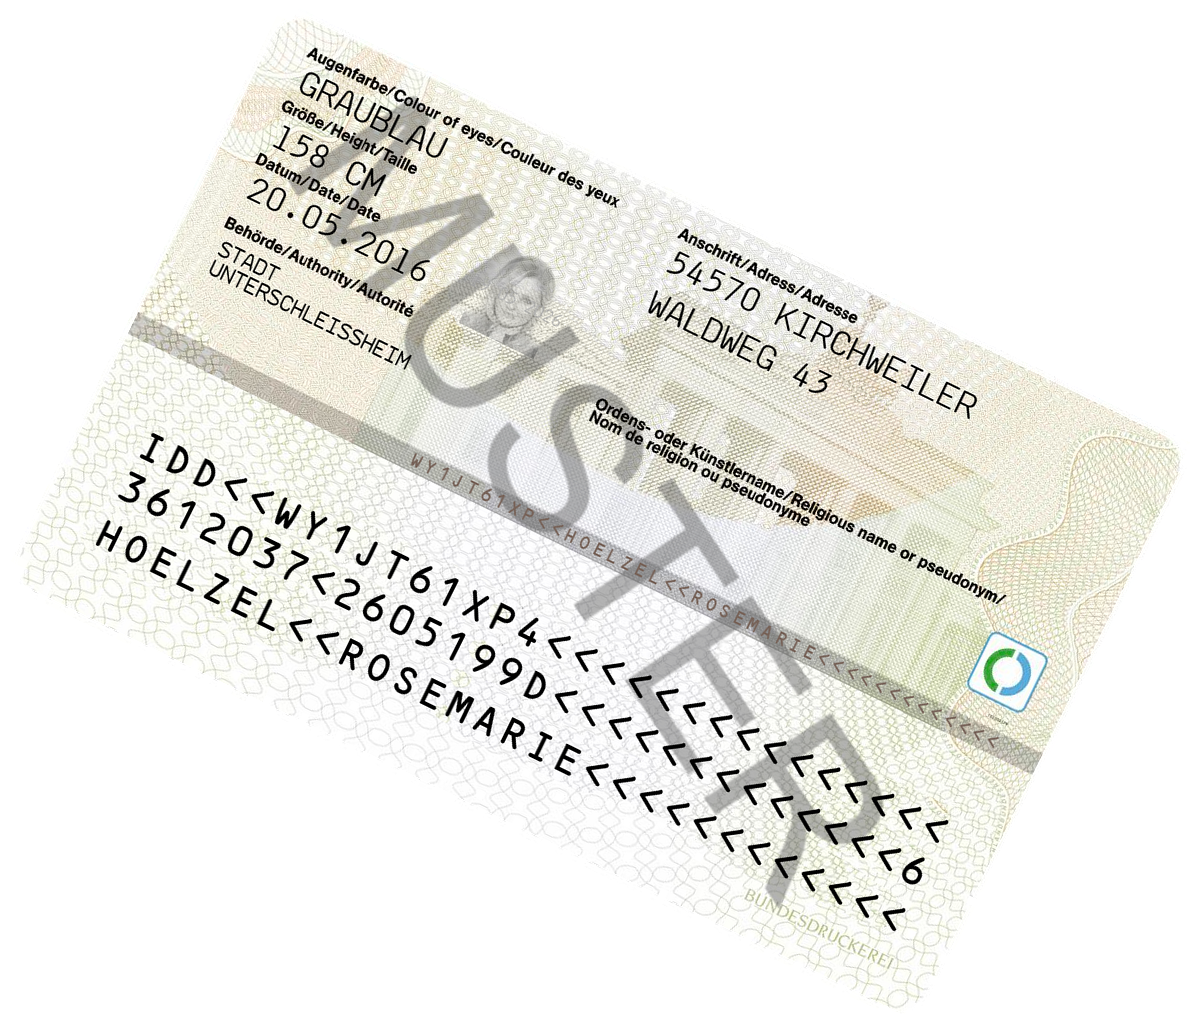 Augenfarbe/Colour of eyes/Couleur des yeux
GRAUBLAU
Größe/Height/Taille
158 CM
Datum/Date/Date
20.05.2016
Behörde/Authority/Autorité
STADT
UNTERSCHLEISSHEIM
Anschrift/Adress/Adresse
54570 KIRCHWEILER
WALDWEG 43
Ordens- oder Künstlername/Religious name or pseudonym/
Nom de religion ou pseudonyme
MUSTER
WY1JT61XP<<HOELZEL<<ROSEMARIE<<<<<<<<<<<<<<
IDD<<WY1JT61XP4<<<<<<<<<<<<<<<
3612037<2605199D<<<<<<<<<<<<<6
HOELZEL<<ROSEMARIE<<<<<<<<<<<<
BUNDESDRUCKEREI